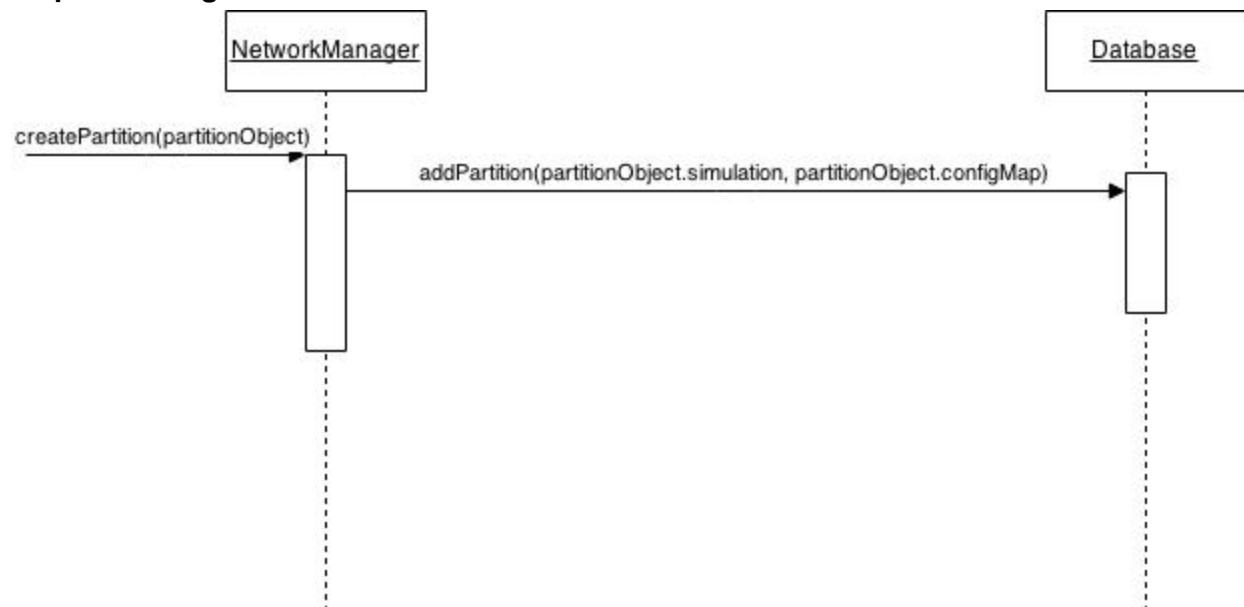 NetworkManager
Database
createPartition(partitionObject)
addPartition(partitionObject.simulation, partitionObject.configMap)